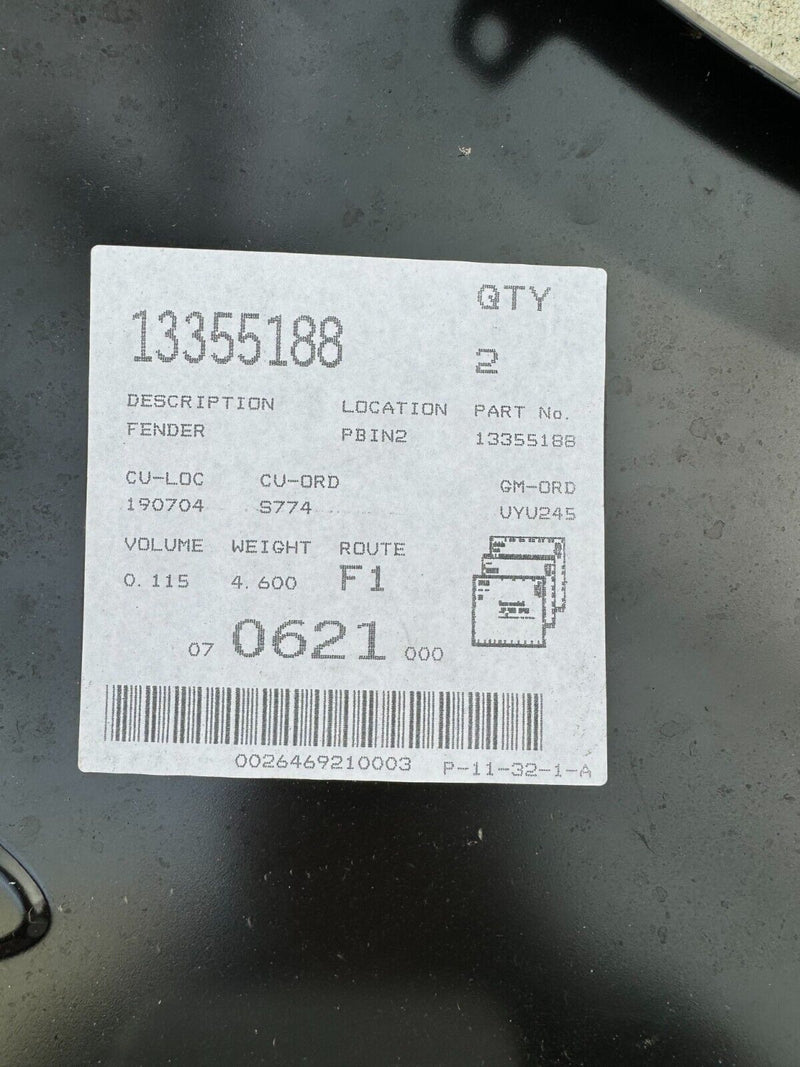 QTY
13355188
2
DESCRIPTION LOCATION PART No.
FENDER PBIN2 13355188
CU-LOC CU-ORD GM-ORD
190704 S774 UYU245
VOLUME WEIGHT ROUTE
0.115 4.600 F1
07 0621 000
0026469210003 P-11-32-1-A